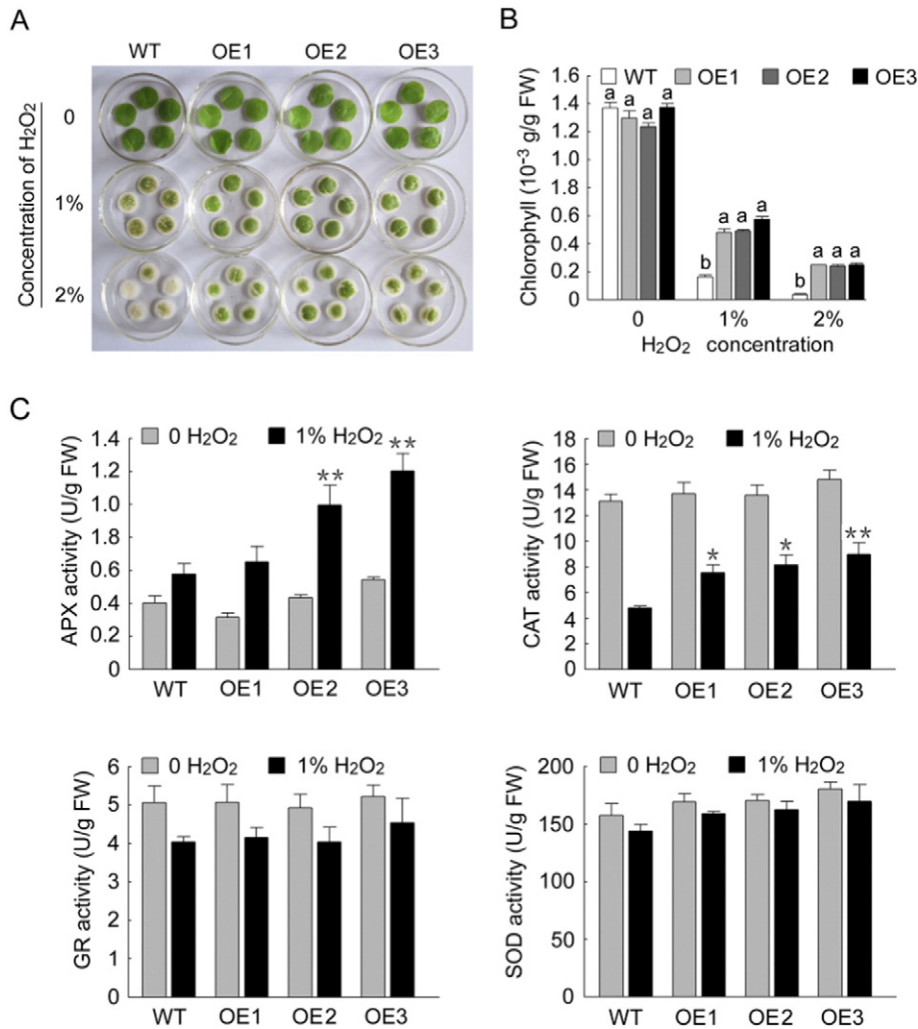 A
WT OE1 OE2 OE3
Concentration of H₂O₂
0
1%
2%
B
WT OE1 OE2 OE3
Chlorophyll (10⁻³ g/g FW)
1.6
1.4
1.2
1.0
0.8
0.6
0.4
0.2
0
a a a a
b a a a
b a a a
0 1% 2%
H₂O₂ concentration
C
0 H₂O₂ 1% H₂O₂
APX activity (U/g FW)
1.4
1.2
1.0
0.8
0.6
0.4
0.2
0
** **
WT OE1 OE2 OE3
0 H₂O₂ 1% H₂O₂
CAT activity (U/g FW)
18
16
14
12
10
8
6
4
2
0
* * **
WT OE1 OE2 OE3
0 H₂O₂ 1% H₂O₂
GR activity (U/g FW)
6
5
4
3
2
1
0
WT OE1 OE2 OE3
0 H₂O₂ 1% H₂O₂
SOD activity (U/g FW)
200
150
100
50
0
WT OE1 OE2 OE3